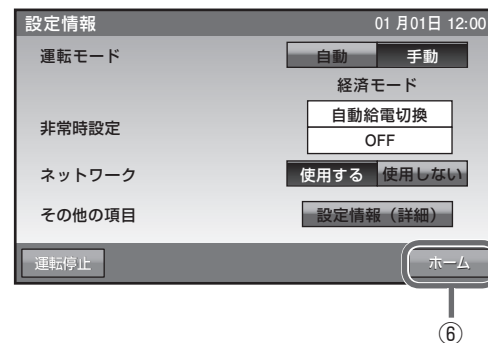 設定情報 01月01日 12:00
運転モード 自動 手動
経済モード
非常時設定 自動給電切換
OFF
ネットワーク 使用する 使用しない
その他の項目 設定情報（詳細）
運転停止 ホーム
⑥